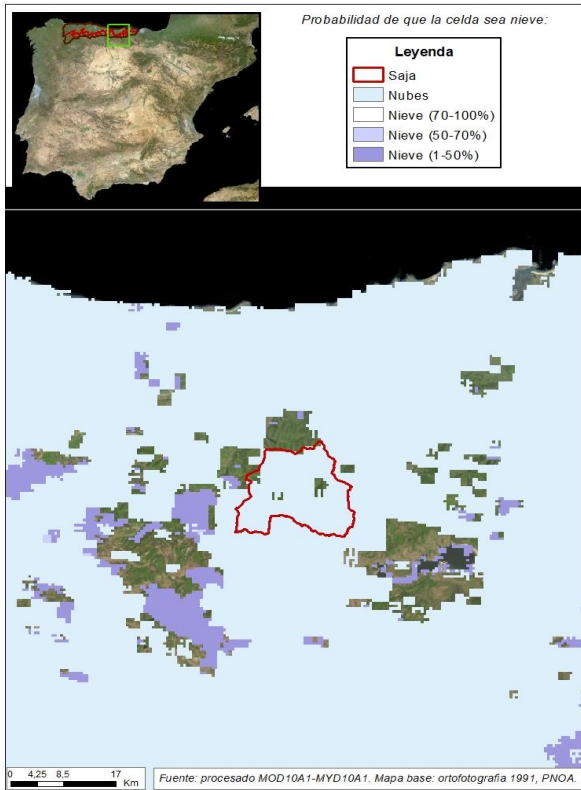 Probabilidad de que la celda sea nieve:
Leyenda
Saja
Nubes
Nieve (70-100%)
Nieve (50-70%)
Nieve (1-50%)
0 4,25 8,5 17
Km
Fuente: procesado MOD10A1-MYD10A1. Mapa base: ortofotografia 1991, PNOA.